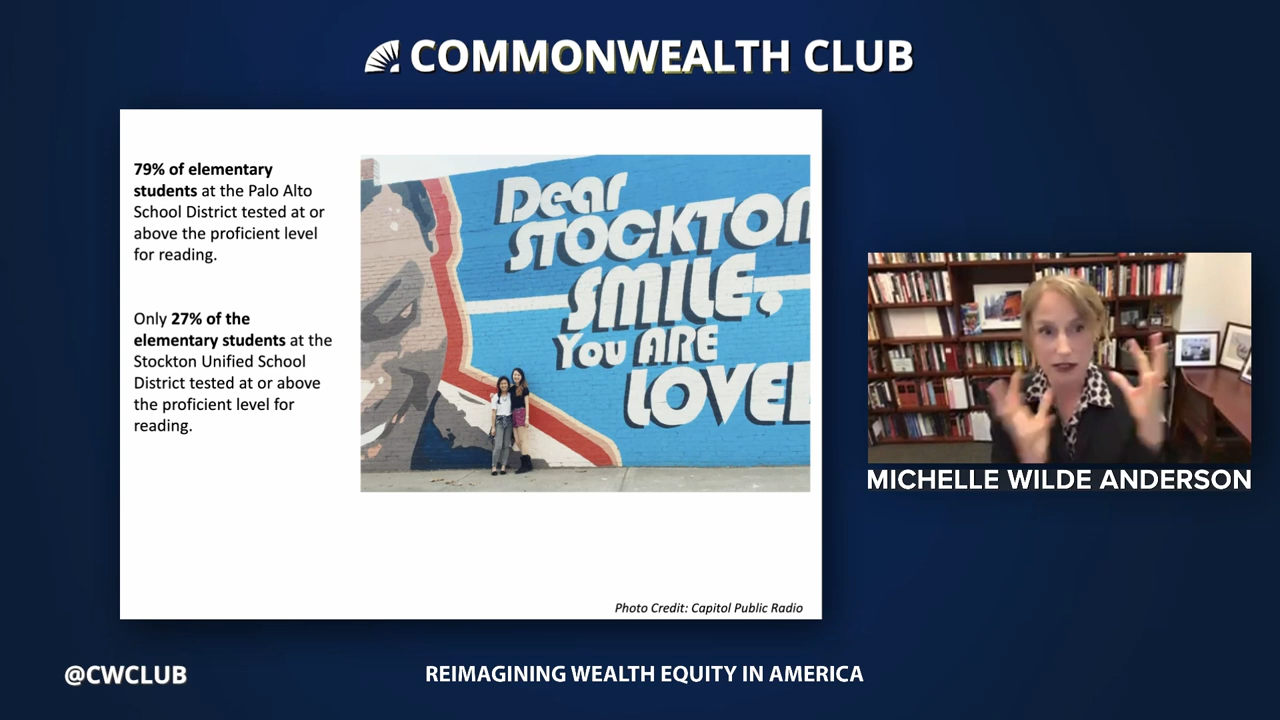 COMMONWEALTH CLUB
79% of elementary
students at the Palo Alto
School District tested at or
above the proficient level
for reading.
Only 27% of the
elementary students at the
Stockton Unified School
District tested at or above
the proficient level for
reading.
Dear
STOCKTON
SMILE,
You ARE
LOVED
Photo Credit: Capitol Public Radio
MICHELLE WILDE ANDERSON
@CWCLUB
REIMAGINING WEALTH EQUITY IN AMERICA